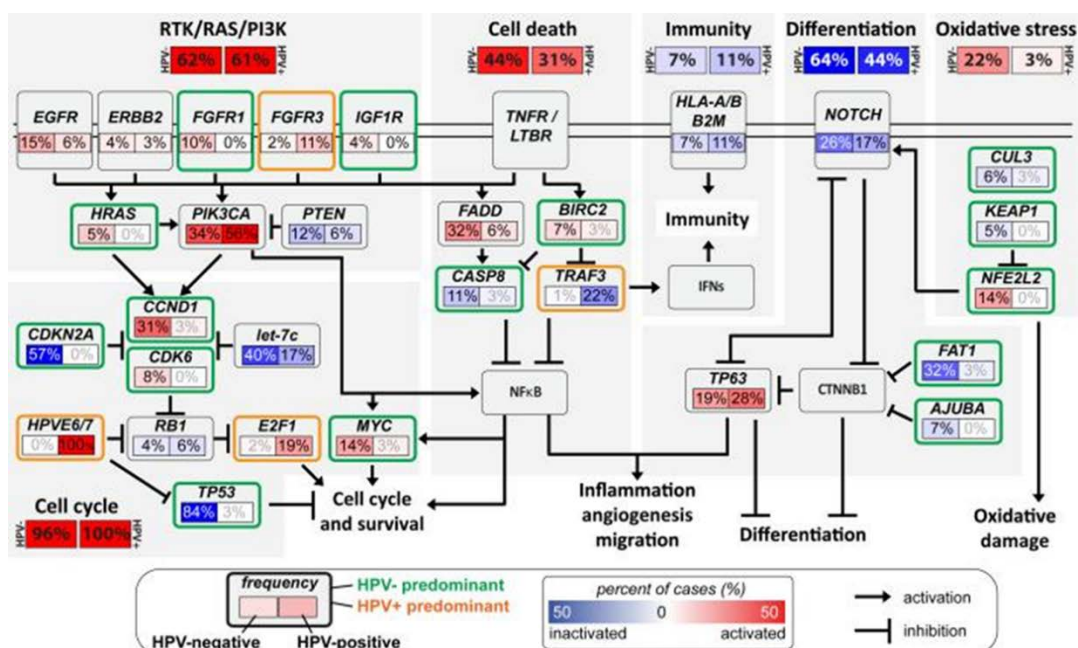 RTK/RAS/PI3K
HPV- 62% 61% HPV+
Cell death
HPV- 44% 31% HPV+
Immunity
HPV- 7% 11% HPV+
Differentiation
HPV- 64% 44% HPV+
Oxidative stress
HPV- 22% 3% HPV+
EGFR
15% 6%
ERBB2
4% 3%
FGFR1
10% 0%
FGFR3
2% 11%
IGF1R
4% 0%
TNFR /
LTBR
HLA-A/B
B2M
7% 11%
NOTCH
26% 17%
CUL3
6% 3%
KEAP1
5% 0%
NFE2L2
14% 0%
HRAS
5% 0%
PIK3CA
34% 56%
PTEN
12% 6%
FADD
32% 6%
BIRC2
7% 3%
Immunity
CASP8
11% 3%
TRAF3
1% 22%
IFNs
CCND1
31% 3%
CDKN2A
57% 0%
let-7c
40% 17%
CDK6
8% 0%
NFκB
TP63
19% 28%
CTNNB1
FAT1
32% 3%
AJUBA
7% 0%
HPVE6/7
0% 100%
RB1
4% 6%
E2F1
2% 19%
MYC
14% 3%
TP53
84% 3%
Cell cycle
and survival
Cell cycle
HPV- 96% 100% HPV+
Inflammation
angiogenesis
migration
Differentiation
Oxidative
damage
frequency
HPV- predominant
HPV+ predominant
HPV-negative HPV-positive
percent of cases (%)
50 0 50
inactivated activated
activation
inhibition